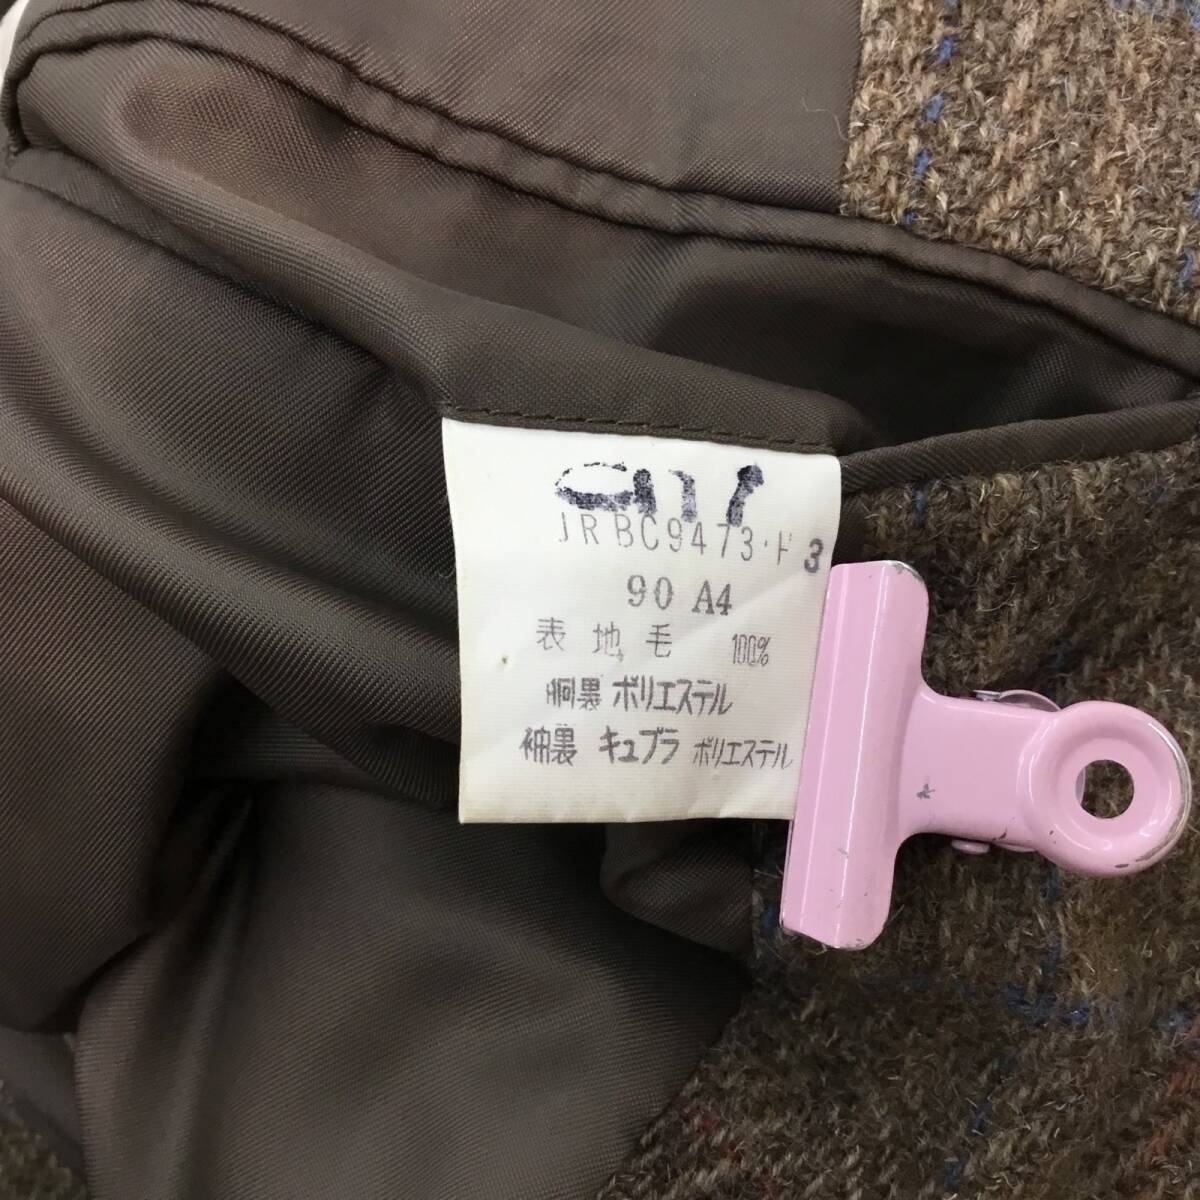 JRBC9473・ド3
90 A4
表地毛 100%
胴裏 ポリエステル
袖裏 キュプラ ポリエステル